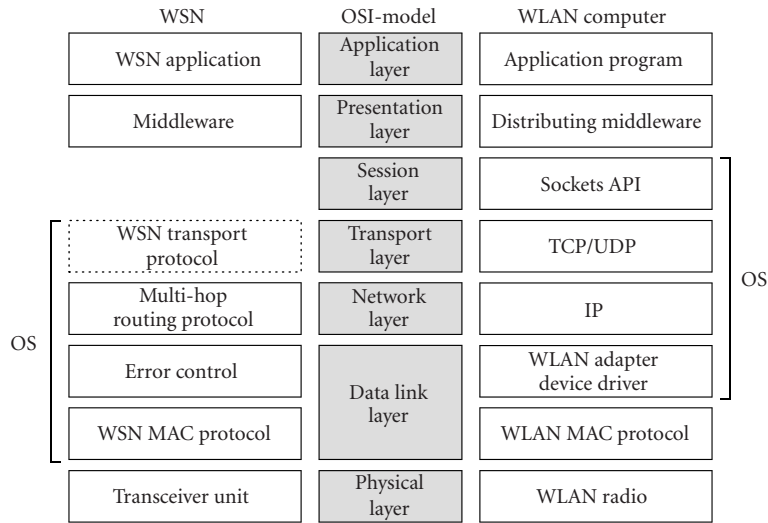 WSN OSI-model WLAN computer
WSN application
Application
layer
Application program
Middleware
Presentation
layer
Distributing middleware
Session
layer
Sockets API
WSN transport
protocol
Transport
layer
TCP/UDP
Multi-hop
routing protocol
Network
layer
IP
OS
OS
Error control
Data link
layer
WLAN adapter
device driver
WSN MAC protocol
WLAN MAC protocol
Transceiver unit
Physical
layer
WLAN radio